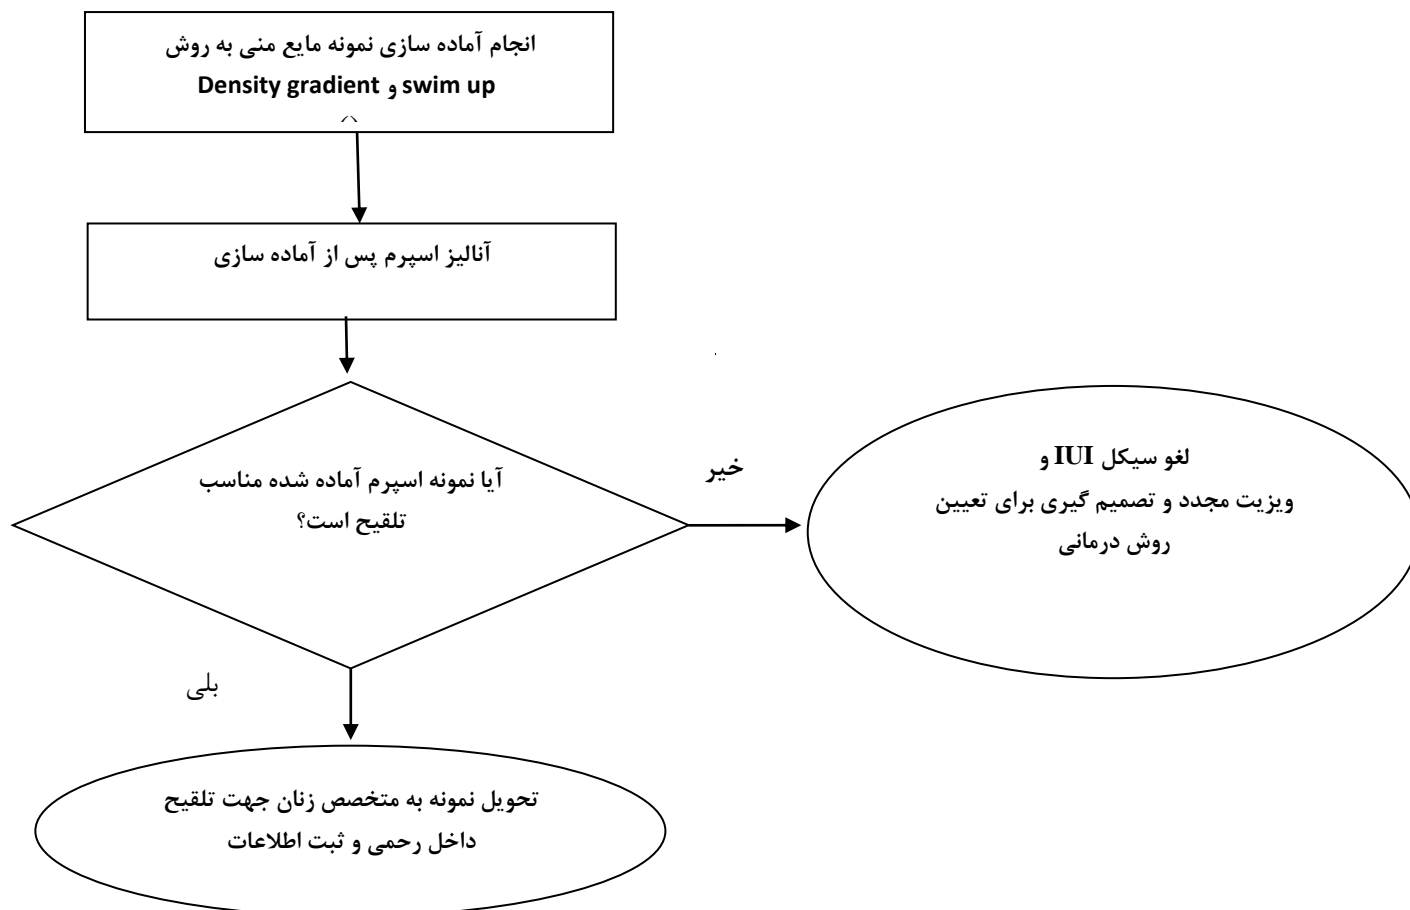 انجام آماده سازی نمونه مایع منی به روش
Density gradient و swim up
()
آنالیز اسپرم پس از آماده سازی
آیا نمونه اسپرم آماده شده مناسب
تلقیح است؟
خیر
لغو سیکل IUI و
ویزیت مجدد و تصمیم گیری برای تعیین
روش درمانی
بلی
تحویل نمونه به متخصص زنان جهت تلقیح
داخل رحمی و ثبت اطلاعات